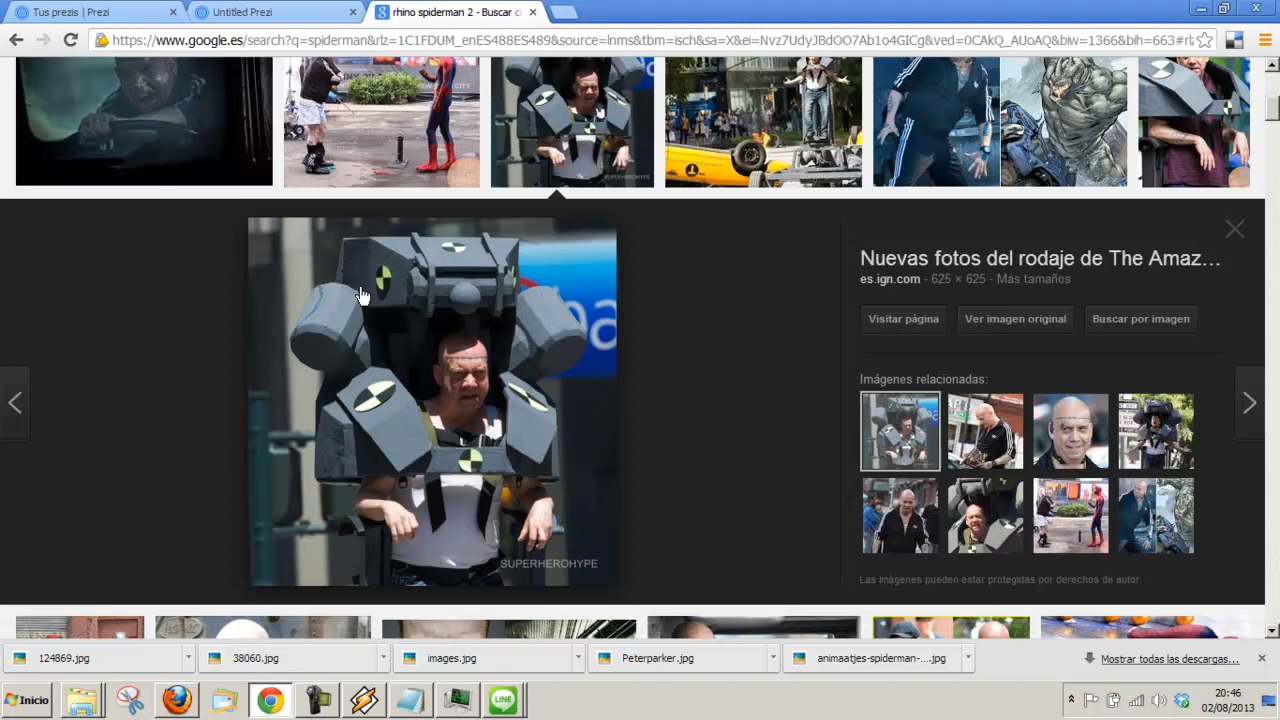 Tus prezis | Prezi
Untitled Prezi
rhino spiderman 2 - Buscar c
https://www.google.es/search?q=spiderman&rlz=1C1FDUM_enES488ES489&source=lnms&tbm=isch&sa=X&ei=Nvz7UdyJBdOO7Ab1o4GICg&ved=0CAkQ_AUoAQ&biw=1366&bih=663#rl
SUPERHEROHYPE
Nuevas fotos del rodaje de The Amaz...
es.ign.com - 625 × 625 - Más tamaños
Visitar página
Ver imagen original
Buscar por imagen
Imágenes relacionadas:
SUPERHEROHYPE
Las imágenes pueden estar protegidas por derechos de autor.
124869.jpg
38060.jpg
images.jpg
Peterparker.jpg
animaatjes-spiderman-....jpg
Mostrar todas las descargas...
Inicio
LINE
20:46
02/08/2013